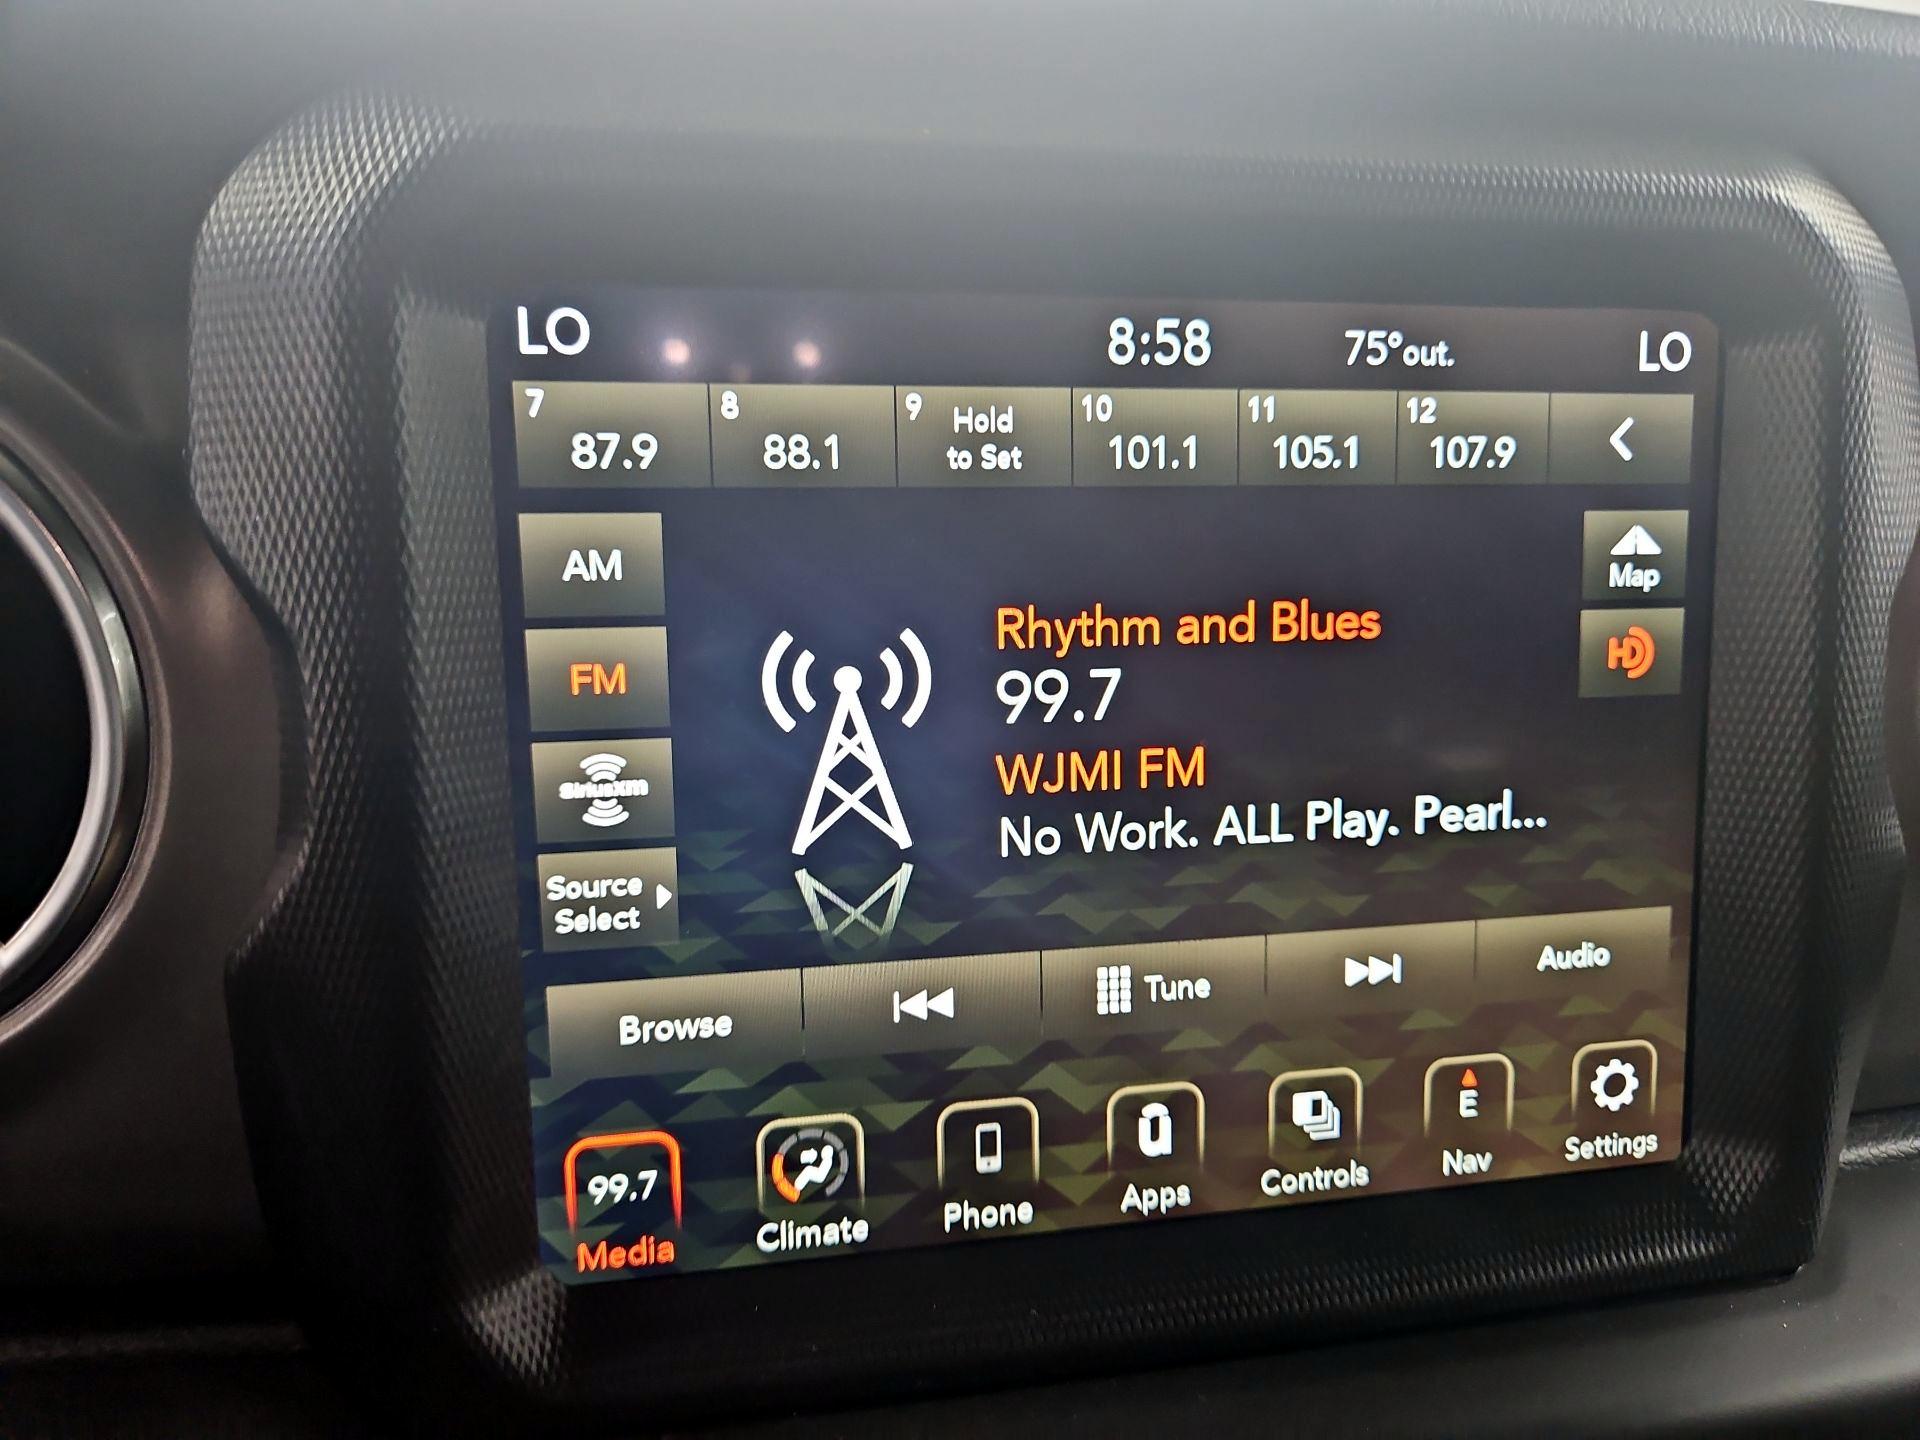 LO 8:58 75°out. LO
7 87.9
8 88.1
9 Hold
to Set
10 101.1
11 105.1
12 107.9
AM
FM
SiriusXM
Source
Select
Rhythm and Blues
99.7
WJMI FM
No Work. ALL Play. Pearl...
Map
HD
Browse
Tune
Audio
99.7
Media
Climate
Phone
Apps
Controls
E
Nav
Settings